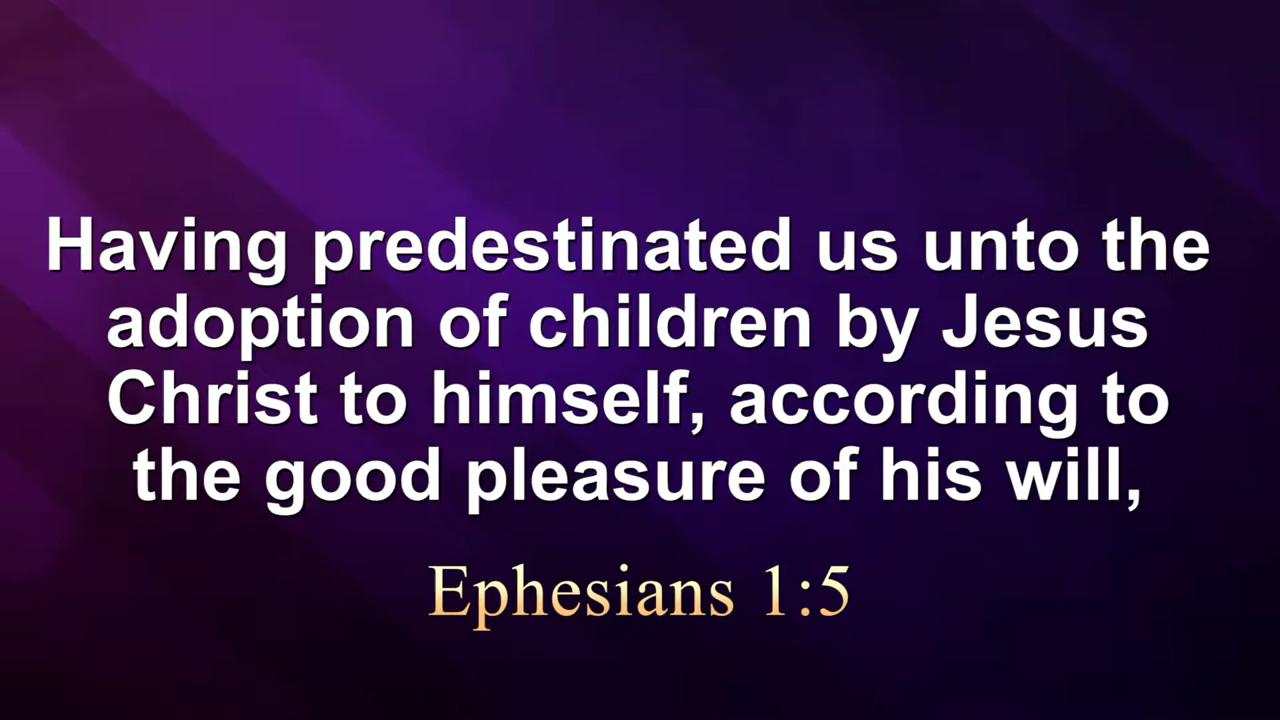 Having predestinated us unto the
adoption of children by Jesus
Christ to himself, according to
the good pleasure of his will,
Ephesians 1:5